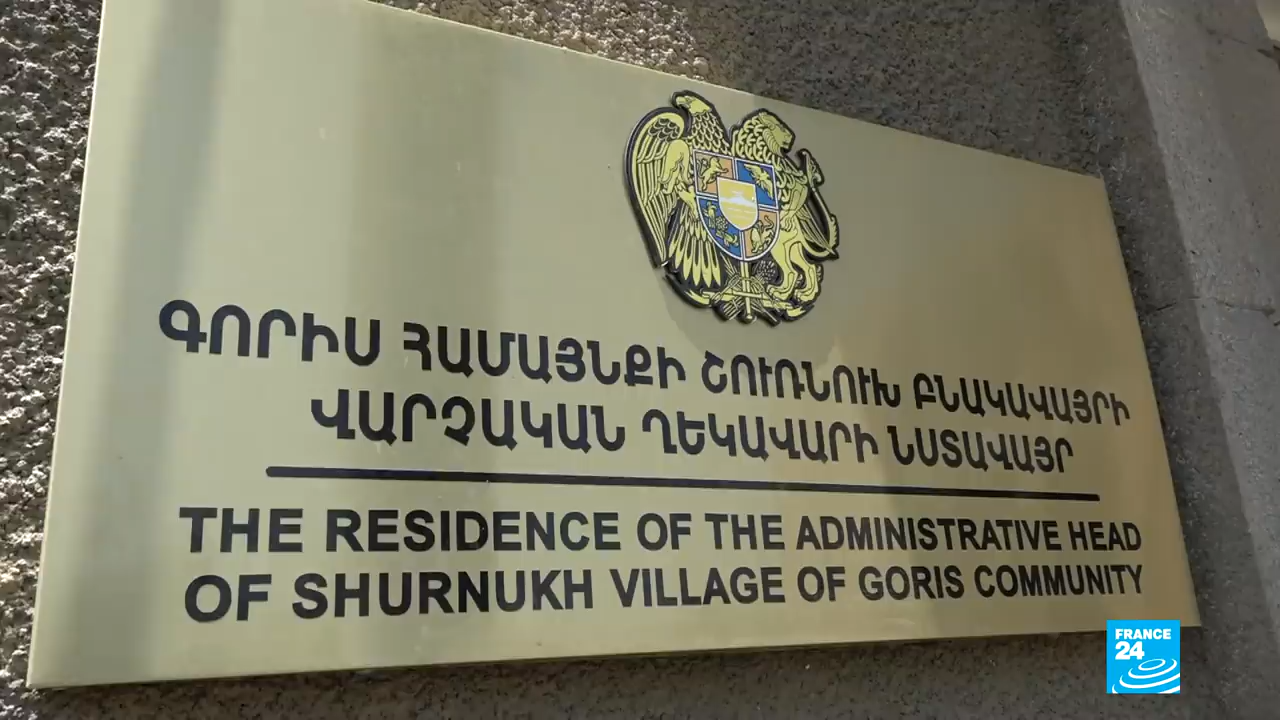 ԳՈՐԻՍ ՀԱՄԱՅՆՔԻ ՇՈՒՌՆՈՒԽ ԲՆԱԿԱՎԱՅՐԻ
ՎԱՐՉԱԿԱՆ ՂԵԿԱՎԱՐԻ ՆՍՏԱՎԱՅՐ
THE RESIDENCE OF THE ADMINISTRATIVE HEAD
OF SHURNUKH VILLAGE OF GORIS COMMUNITY
FRANCE
24